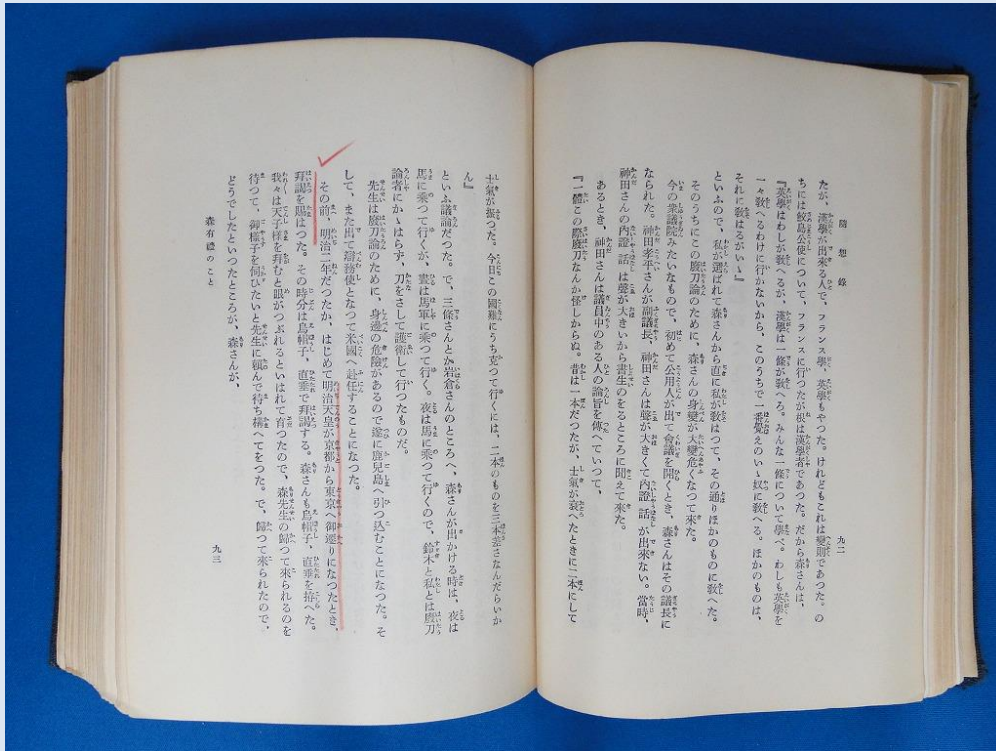 隨想錄
九二
たが、漢學が出來る人で、フランス學、英學もやつた。けれどもこれは變則であつた。の
ちには鮫島公使について、フランスに行つたが根は漢學者であつた。だから森さんは、
『英學はわしが敎へるが、漢學は一條が敎へろ。みんな一條について學べ。わしも英學を
一々敎へるわけに行かないから、このうちで一番覺えのいゝ奴に敎へる。ほかのものは、
それに敎はるがいゝ』
といふので、私が選ばれて森さんから直に私が敎はつて、その通りほかのものに敎へた。
そのうちにこの廢刀論のために、森さんの身邊が大變危くなつて來た。
今の衆議院みたいなもので、初めて公用人が出て會議を開くとき、森さんはその議長に
なられた。神田孝平さんが副議長、神田さんは聲が大きくて內證話が出來ない。當時、
神田さんの內證話は聲が大きいから書生のをるところに聞えて來た。
あるとき、神田さんは議員中のある人の論旨を傳へていつて、
『一體この際廢刀なんか怪しからぬ。昔は一本だつたが、士氣が衰へたときに二本にして
士氣が振つた。今日この國難にうち克つて行くには、二本のものを三本差さなんだらいか
ん』
といふ議論だつた。で、三條さんとか岩倉さんのところへ、森さんが出かける時は、夜は
馬に乘つて行くが、晝は馬車に乘つて行く。夜は馬に乘つて行くので、鈴木と私とは廢刀
論者にかゝはらず、刀をさして護衞して行つたものだ。
先生は廢刀論のために、身邊の危險があるので遂に鹿兒島へ引つ込むことになつた。そ
して、また出て辯務使となつて米國へ赴任することになつた。
その前、明治二年だつたか、はじめて明治天皇が京都から東京へ御遷りになつたとき、
拜謁を賜はつた。その時分は烏帽子、直垂で拜謁する。森さんも烏帽子、直垂を拵へた。
我々は天子樣を拜むと眼がつぶれるといはれて育つたので、森先生の歸つて來られるのを
待つて、御樣子を伺ひたいと先生に賴んで待ち構へてをつた。で、歸つて來られたので、
どうでしたといつたところが、森さんが、
森有禮のこと
九三